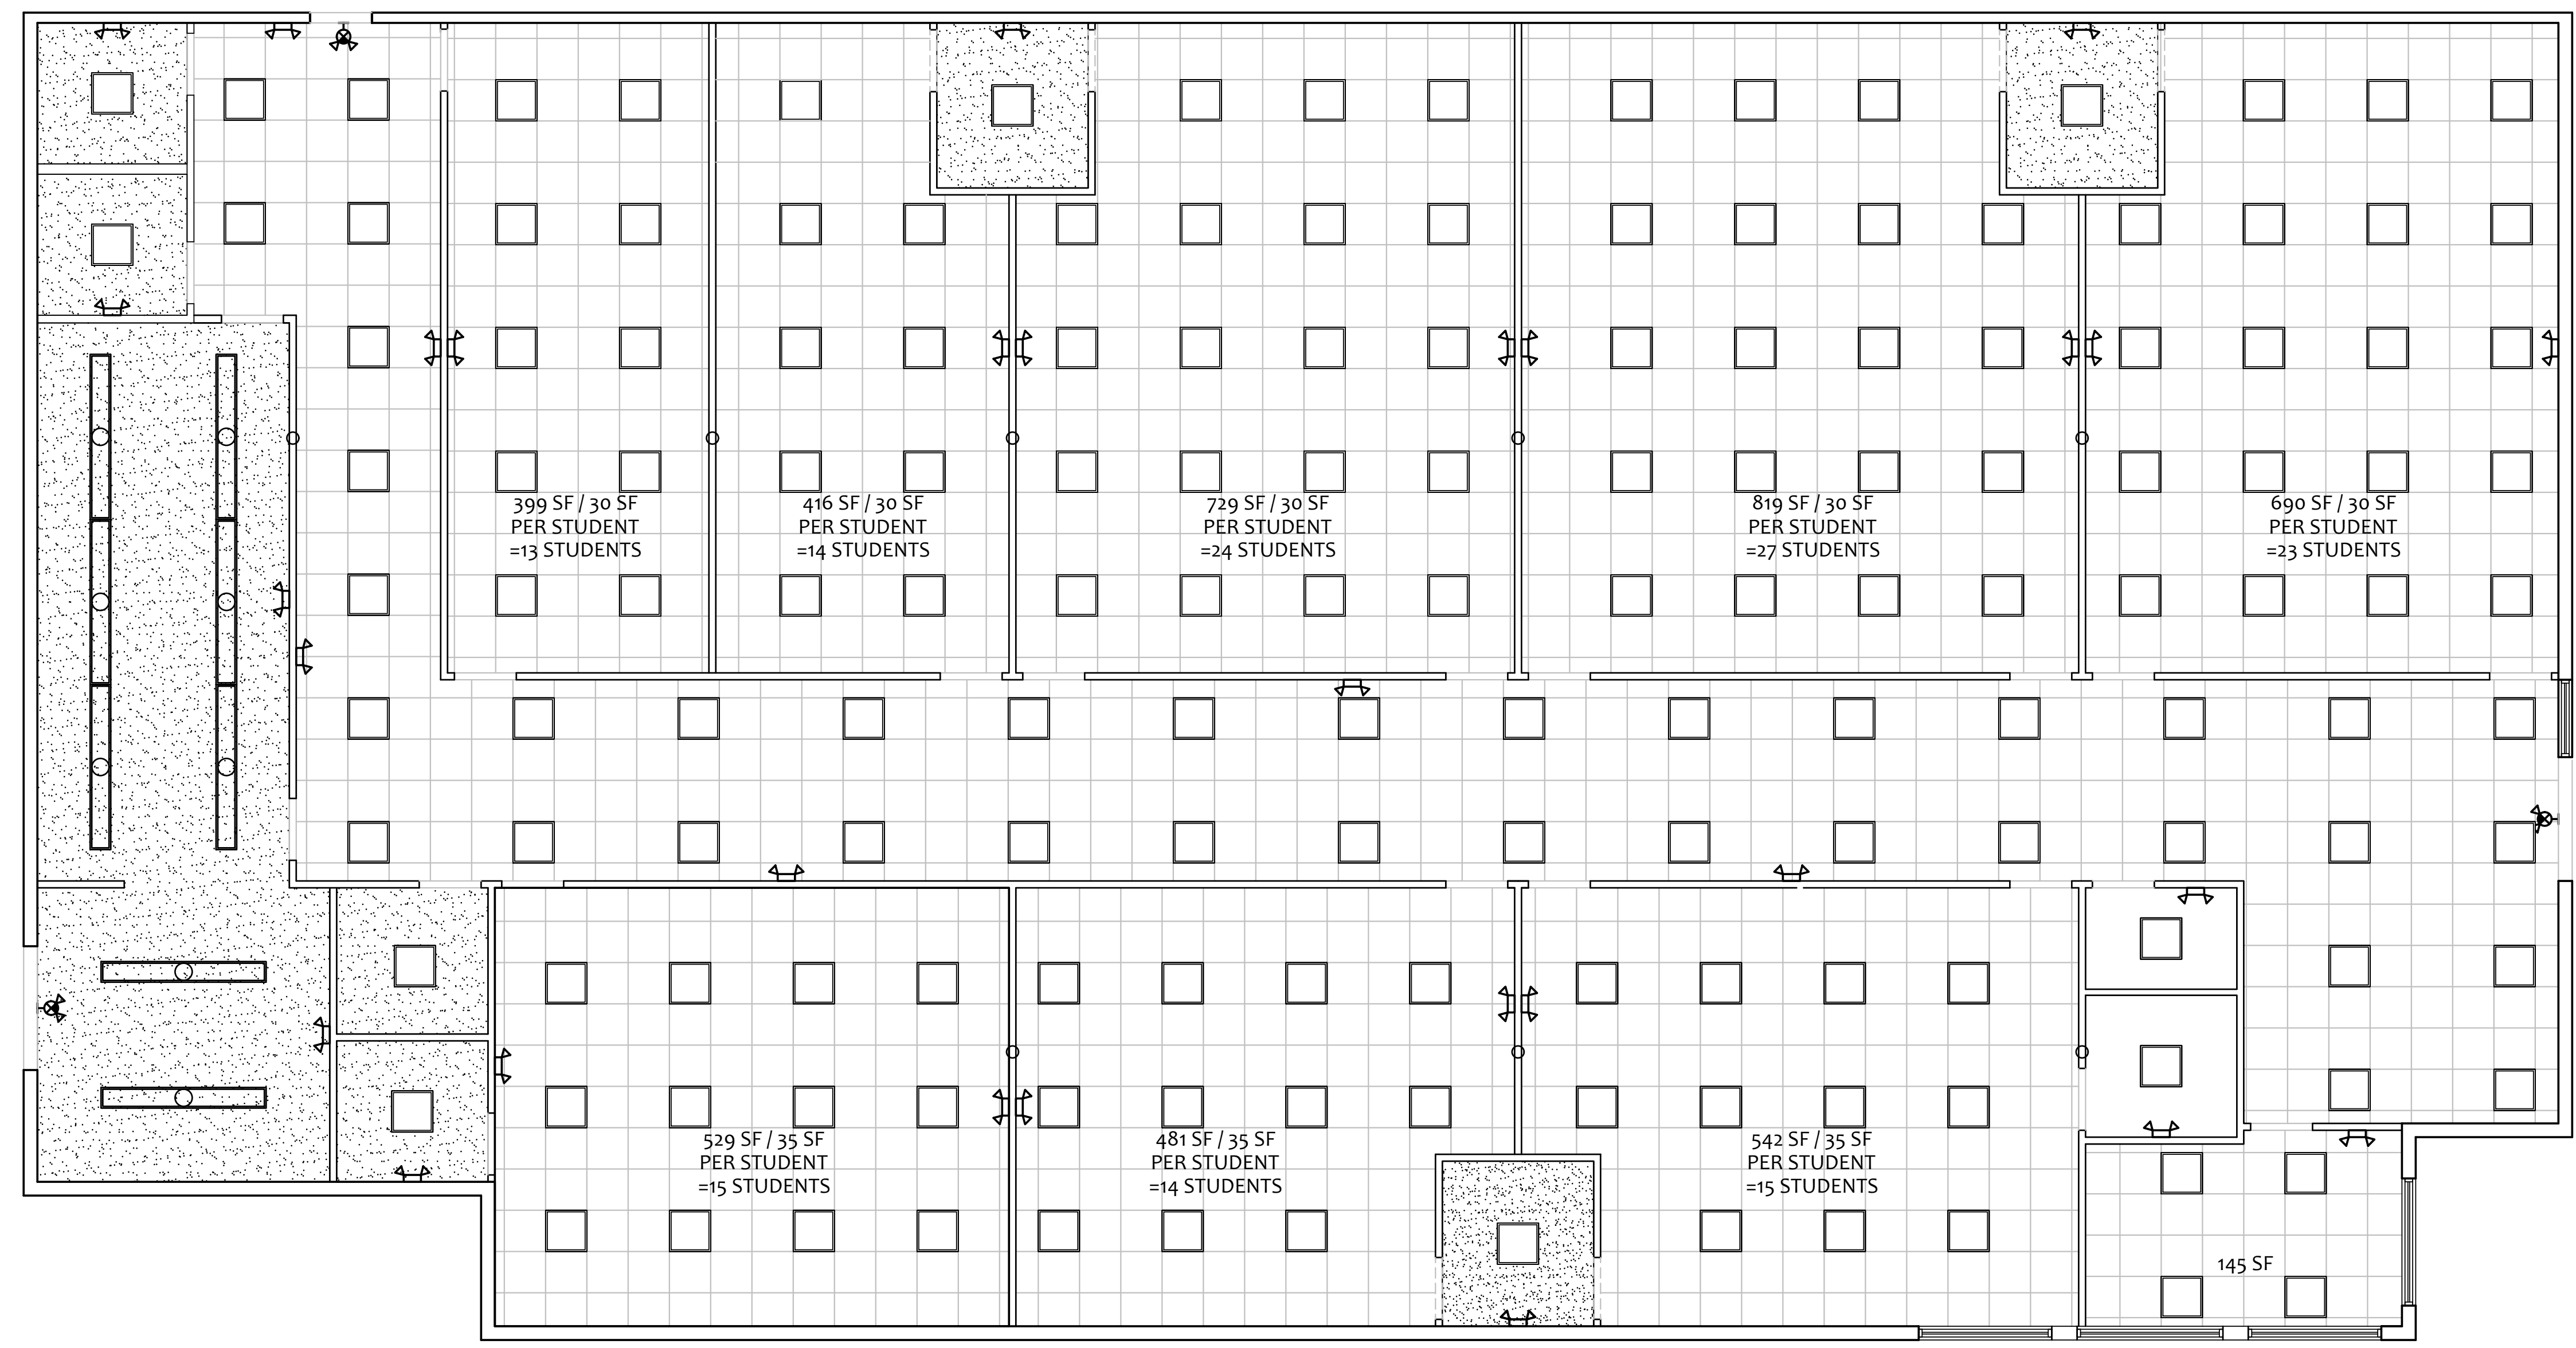 399 SF / 30 SF
PER STUDENT
=13 STUDENTS
416 SF / 30 SF
PER STUDENT
=14 STUDENTS
729 SF / 30 SF
PER STUDENT
=24 STUDENTS
819 SF / 30 SF
PER STUDENT
=27 STUDENTS
690 SF / 30 SF
PER STUDENT
=23 STUDENTS
529 SF / 35 SF
PER STUDENT
=15 STUDENTS
481 SF / 35 SF
PER STUDENT
=14 STUDENTS
542 SF / 35 SF
PER STUDENT
=15 STUDENTS
145 SF